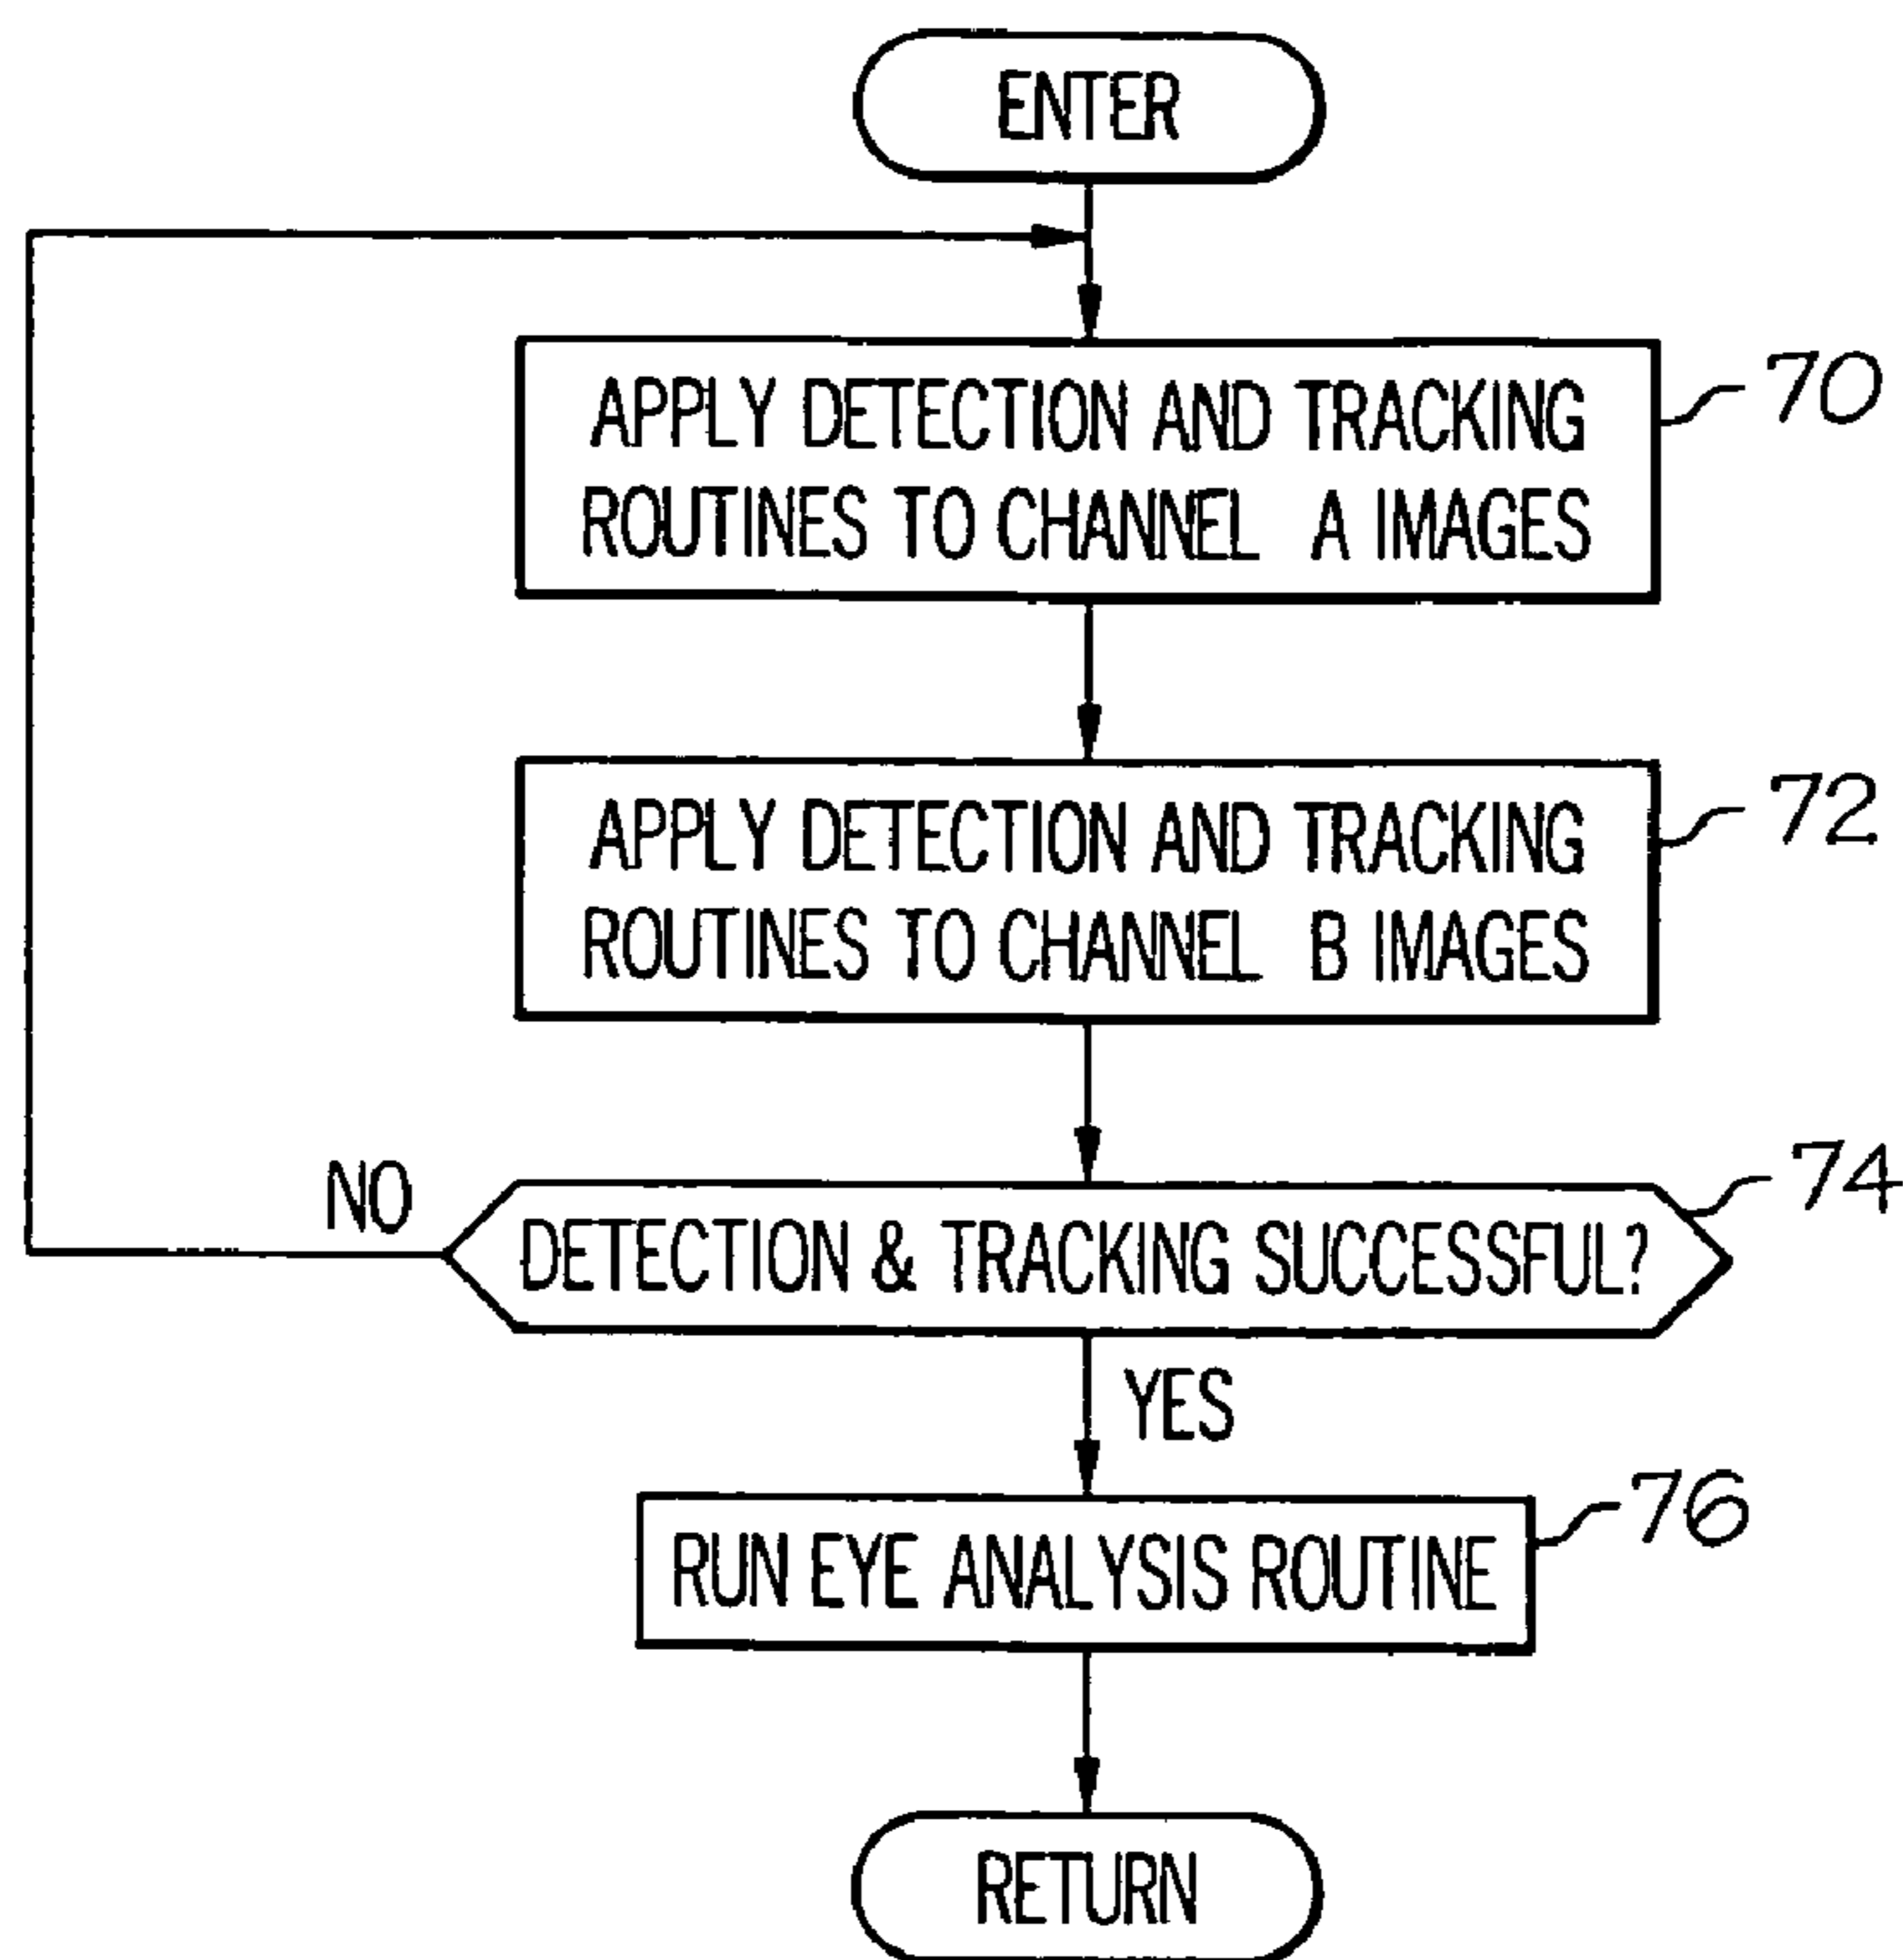 ENTER
APPLY DETECTION AND TRACKING
ROUTINES TO CHANNEL A IMAGES
70
APPLY DETECTION AND TRACKING
ROUTINES TO CHANNEL B IMAGES
72
NO
DETECTION & TRACKING SUCCESSFUL?
74
YES
RUN EYE ANALYSIS ROUTINE
76
RETURN